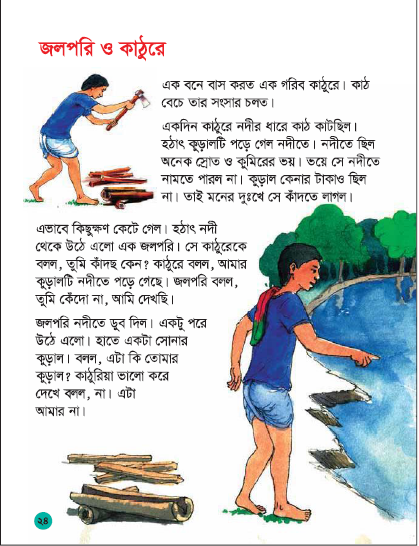 জলপরি ও কাঠুরে
এক বনে বাস করত এক গরিব কাঠুরে। কাঠ
বেচে তার সংসার চলত।
একদিন কাঠুরে নদীর ধারে কাঠ কাটছিল।
হঠাৎ কুড়ালটি পড়ে গেল নদীতে। নদীতে ছিল
অনেক স্রোত ও কুমিরের ভয়। ভয়ে সে নদীতে
নামতে পারল না। কুড়াল কেনার টাকাও ছিল
না। তাই মনের দুঃখে সে কাঁদতে লাগল।
এভাবে কিছুক্ষণ কেটে গেল। হঠাৎ নদী
থেকে উঠে এলো এক জলপরি। সে কাঠুরেকে
বলল, তুমি কাঁদছ কেন? কাঠুরে বলল, আমার
কুড়ালটি নদীতে পড়ে গেছে। জলপরি বলল,
তুমি কেঁদো না, আমি দেখছি।
জলপরি নদীতে ডুব দিল। একটু পরে
উঠে এলো। হাতে একটা সোনার
কুড়াল। বলল, এটা কি তোমার
কুড়াল? কাঠুরিয়া ভালো করে
দেখে বলল, না। এটা
আমার না।
২৪